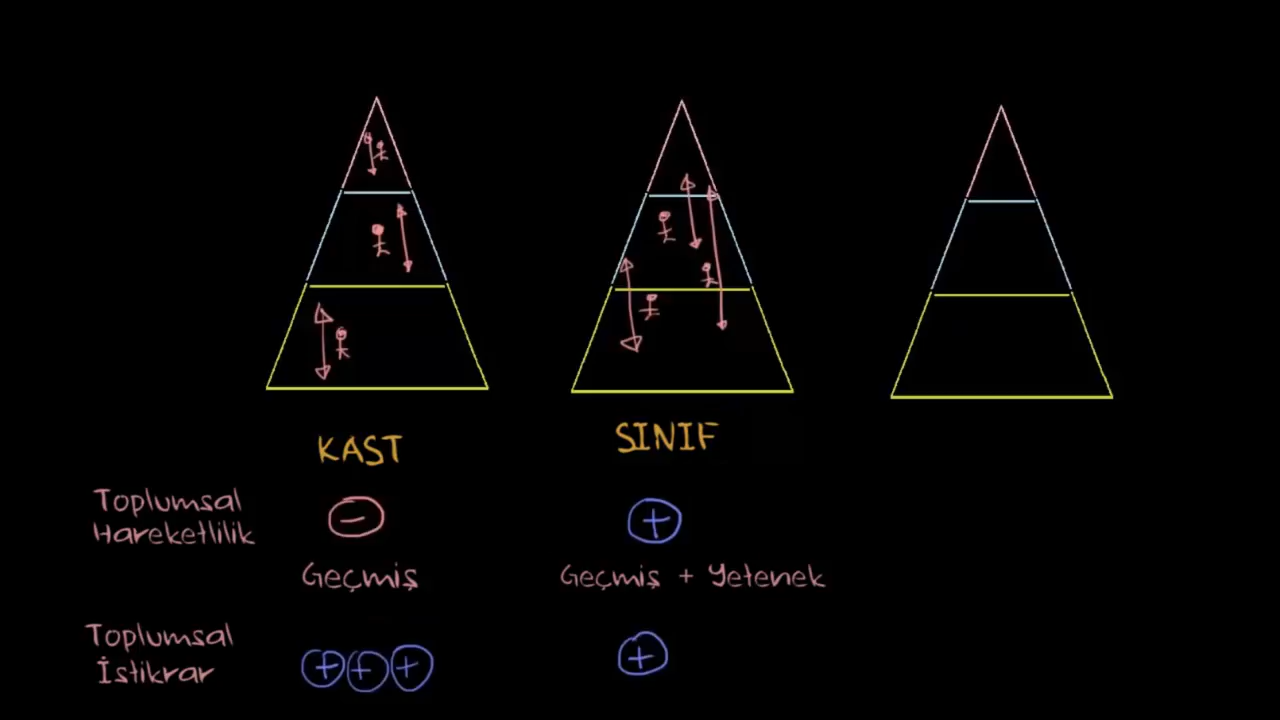 KAST
SINIF
Toplumsal
Hareketlilik
−
+
Geçmiş
Geçmiş + Yetenek
Toplumsal
İstikrar
+ + +
+